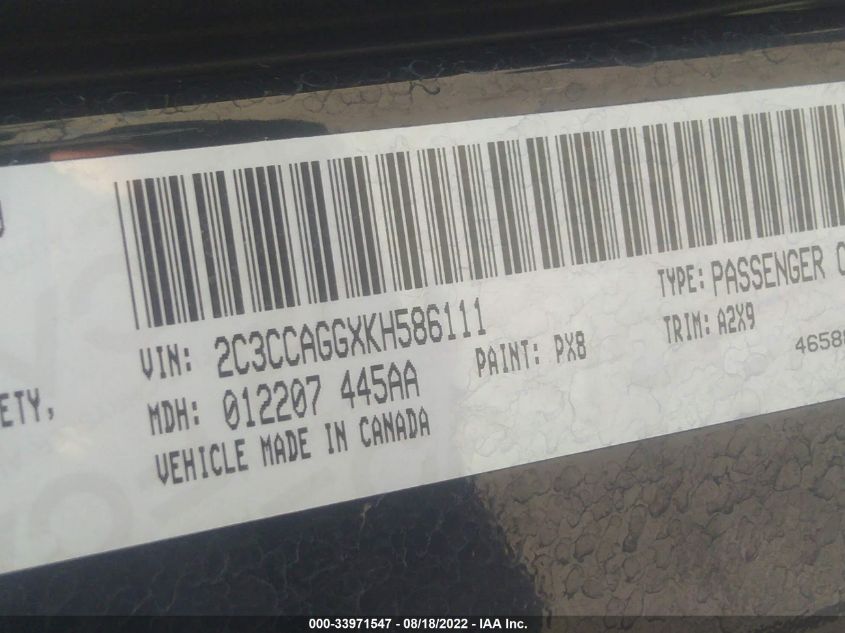 ETY,
VIN: 2C3CCAGGXKH586111
TYPE: PASSENGER
MDH: 012207 445AA
PAINT: PX8
TRIM: A2X9
VEHICLE MADE IN CANADA
000-33971547 - 08/18/2022 - IAA Inc.